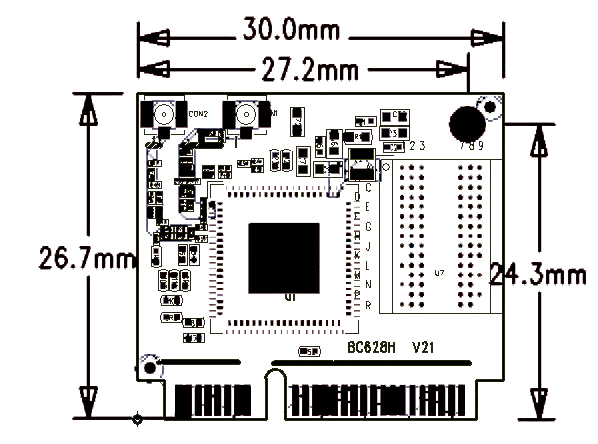 30.0mm
27.2mm
CON2
2 3
7 8 9
C
E
G
J
L
N
R
26.7mm
24.3mm
U7
U1
BC628H V21